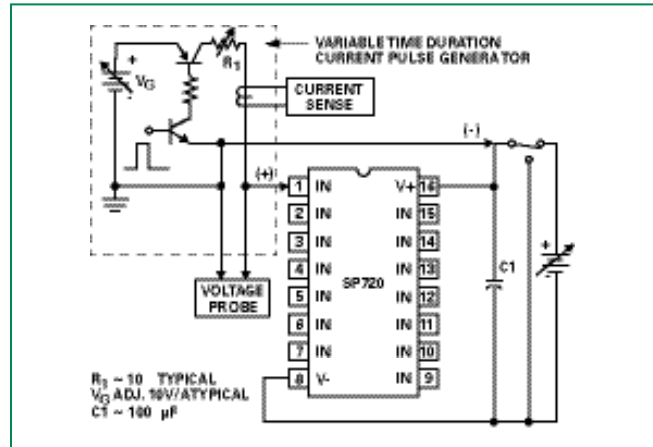 VARIABLE TIME DURATION
CURRENT PULSE GENERATOR
+
VG
R1
CURRENT
SENSE
(-)
(+)
1 IN V+ 16
2 IN IN 15
3 IN IN 14
4 IN IN 13
5 IN IN 12
6 IN IN 11
7 IN IN 10
8 V- IN 9
SP720
C1
+
VOLTAGE
PROBE
R1 ~ 10 TYPICAL
VG ADJ. 10V/ATYPICAL
C1 ~ 100 µF